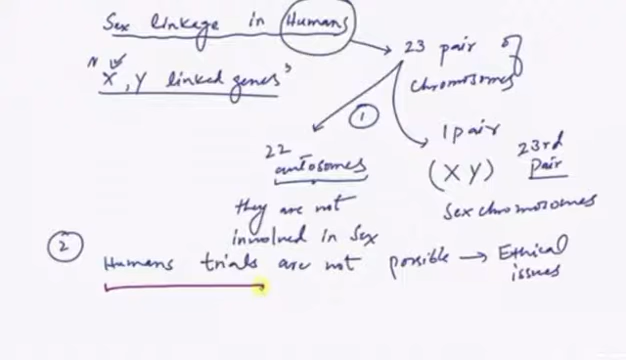 Sex linkage in Humans
23 pair of
chromosomes
"X, Y linked genes"
1
22
autosomes
they are not
involved in Sex
1 pair
(X Y)
23rd
Pair
Sex chromosomes
2
Humans trials are not possible → Ethical
issues